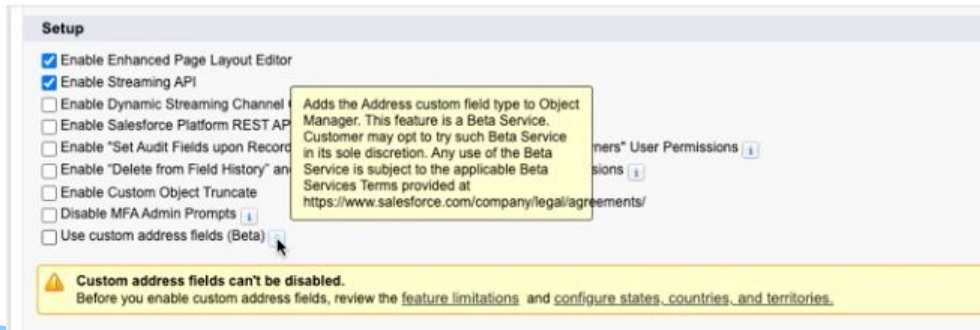 Setup
Enable Enhanced Page Layout Editor
Enable Streaming API
Enable Dynamic Streaming Channel
Enable Salesforce Platform REST AP
Enable "Set Audit Fields upon Record ners" User Permissions
Enable "Delete from Field History" an sions
Enable Custom Object Truncate
Disable MFA Admin Prompts
Use custom address fields (Beta)
Adds the Address custom field type to Object
Manager. This feature is a Beta Service.
Customer may opt to try such Beta Service
in its sole discretion. Any use of the Beta
Service is subject to the applicable Beta
Services Terms provided at
https://www.salesforce.com/company/legal/agreements/
Custom address fields can't be disabled.
Before you enable custom address fields, review the feature limitations and configure states, countries, and territories.